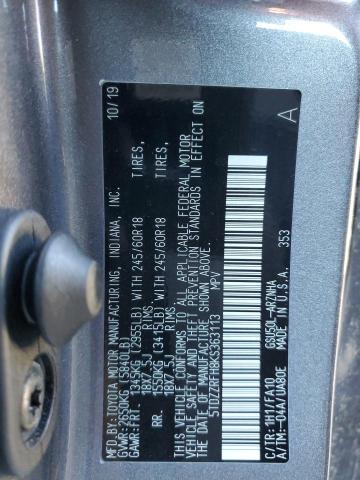 MFD.BY:TOYOTA MOTOR MANUFACTURING, INDIANA, INC. 10/19
GVWR:2650KG(5840LB)
GAWR:FRT. 1345KG(2955LB)WITH 245/60R18 TIRES,
18X7.5J RIMS,
RR. 1550KG(3415LB)WITH 245/60R18 TIRES,
18X7.5J RIMS,
THIS VEHICLE CONFORMS TO ALL APPLICABLE FEDERAL MOTOR
VEHICLE SAFETY AND THEFT PREVENTION STANDARDS IN EFFECT ON
THE DATE OF MANUFACTURE SHOWN ABOVE.
5TDZZRFH8KS363113 MPV
A
353
C/TR:1H1/FA10 GSU50L-ARZNHA
A/TM:-04A/UA80E MADE IN U.S.A.